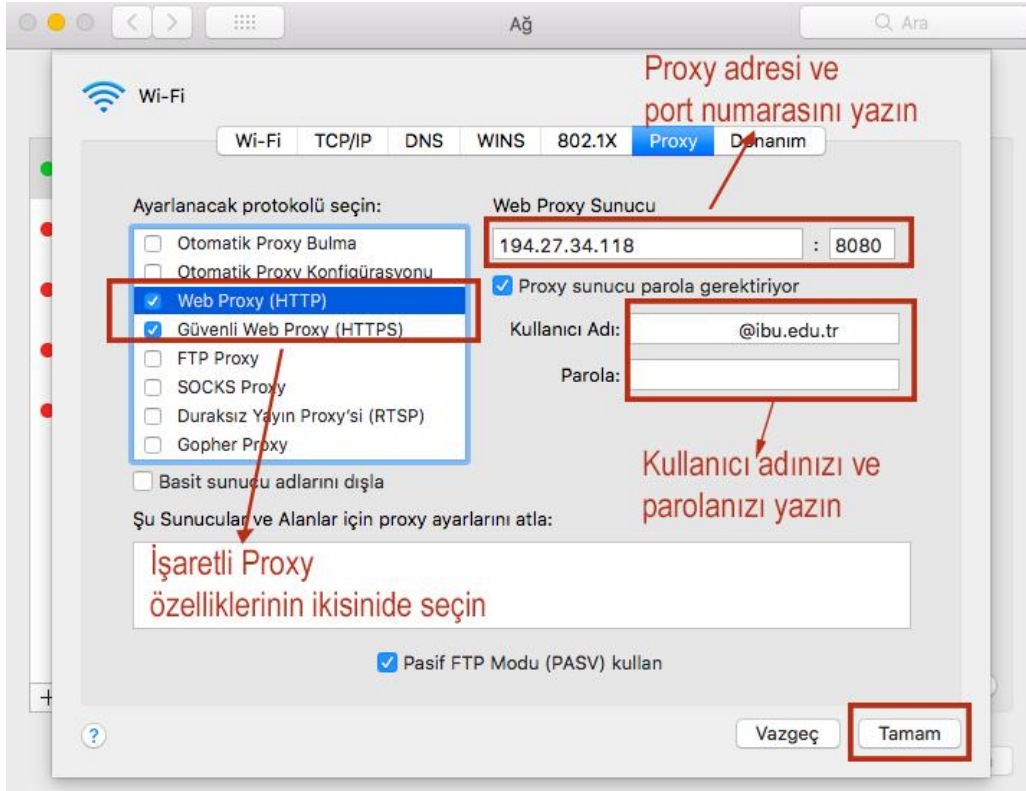 Ağ
Ara
Proxy adresi ve
port numarasını yazın
Wi-Fi
Wi-Fi TCP/IP DNS WINS 802.1X Proxy Donanım
Ayarlanacak protokolü seçin:
Web Proxy Sunucu
Otomatik Proxy Bulma
194.27.34.118 : 8080
Otomatik Proxy Konfigürasyonu
Proxy sunucu parola gerektiriyor
Web Proxy (HTTP)
Güvenli Web Proxy (HTTPS)
Kullanıcı Adı: @ibu.edu.tr
FTP Proxy
Parola:
SOCKS Proxy
Duraksız Yayın Proxy'si (RTSP)
Gopher Proxy
Kullanıcı adınızı ve
parolanızı yazın
Basit sunucu adlarını dışla
Şu Sunucular ve Alanlar için proxy ayarlarını atla:
İşaretli Proxy
özelliklerinin ikisinide seçin
Pasif FTP Modu (PASV) kullan
+
?
Vazgeç
Tamam